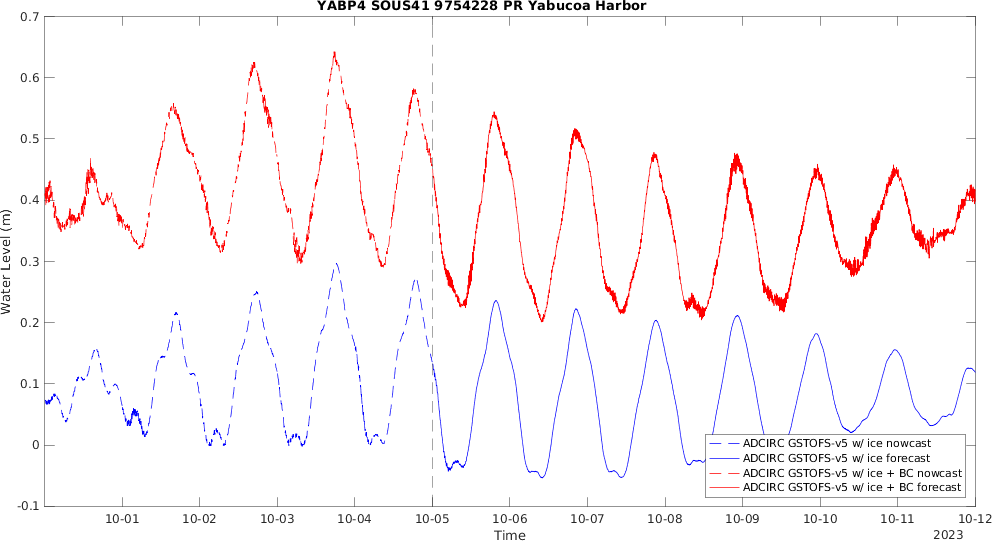 YABP4 SOUS41 9754228 PR Yabucoa Harbor
0.7
0.6
0.5
0.4
0.3
0.2
0.1
0
-0.1
Water Level (m)
ADCIRC GSTOFS-v5 w/ ice nowcast
ADCIRC GSTOFS-v5 w/ ice forecast
ADCIRC GSTOFS-v5 w/ ice + BC nowcast
ADCIRC GSTOFS-v5 w/ ice + BC forecast
10-01 10-02 10-03 10-04 10-05 10-06 10-07 10-08 10-09 10-10 10-11 10-12
Time
2023